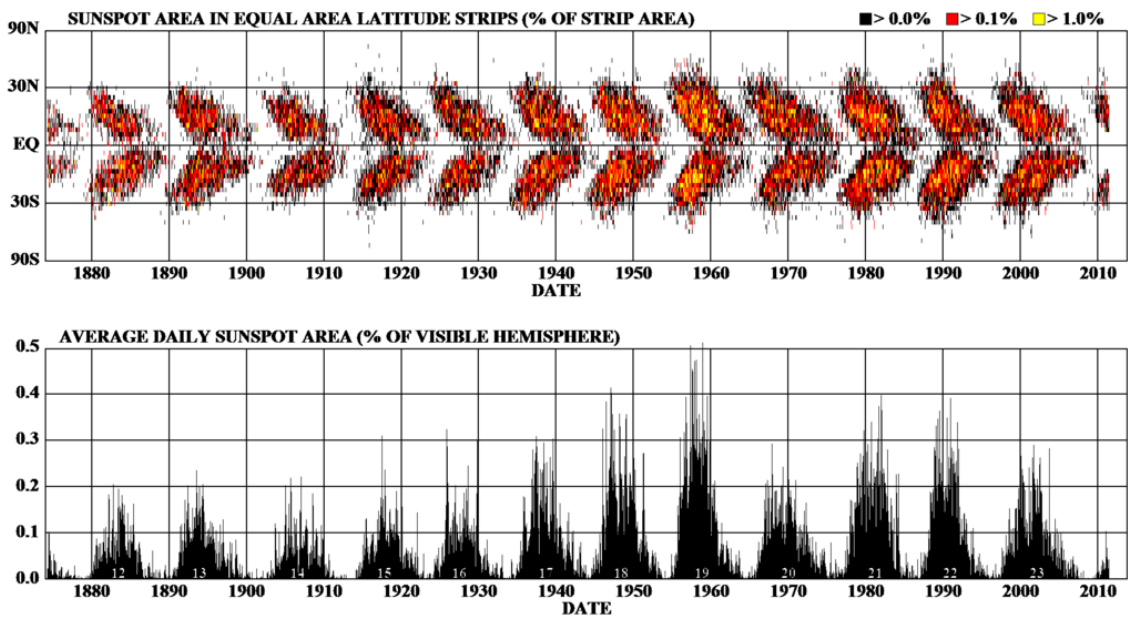 SUNSPOT AREA IN EQUAL AREA LATITUDE STRIPS (% OF STRIP AREA) > 0.0% > 0.1% > 1.0%
90N
30N
EQ
30S
90S
1880 1890 1900 1910 1920 1930 1940 1950 1960 1970 1980 1990 2000 2010
DATE
AVERAGE DAILY SUNSPOT AREA (% OF VISIBLE HEMISPHERE)
0.5
0.4
0.3
0.2
0.1
0.0
12 13 14 15 16 17 18 19 20 21 22 23
1880 1890 1900 1910 1920 1930 1940 1950 1960 1970 1980 1990 2000 2010
DATE